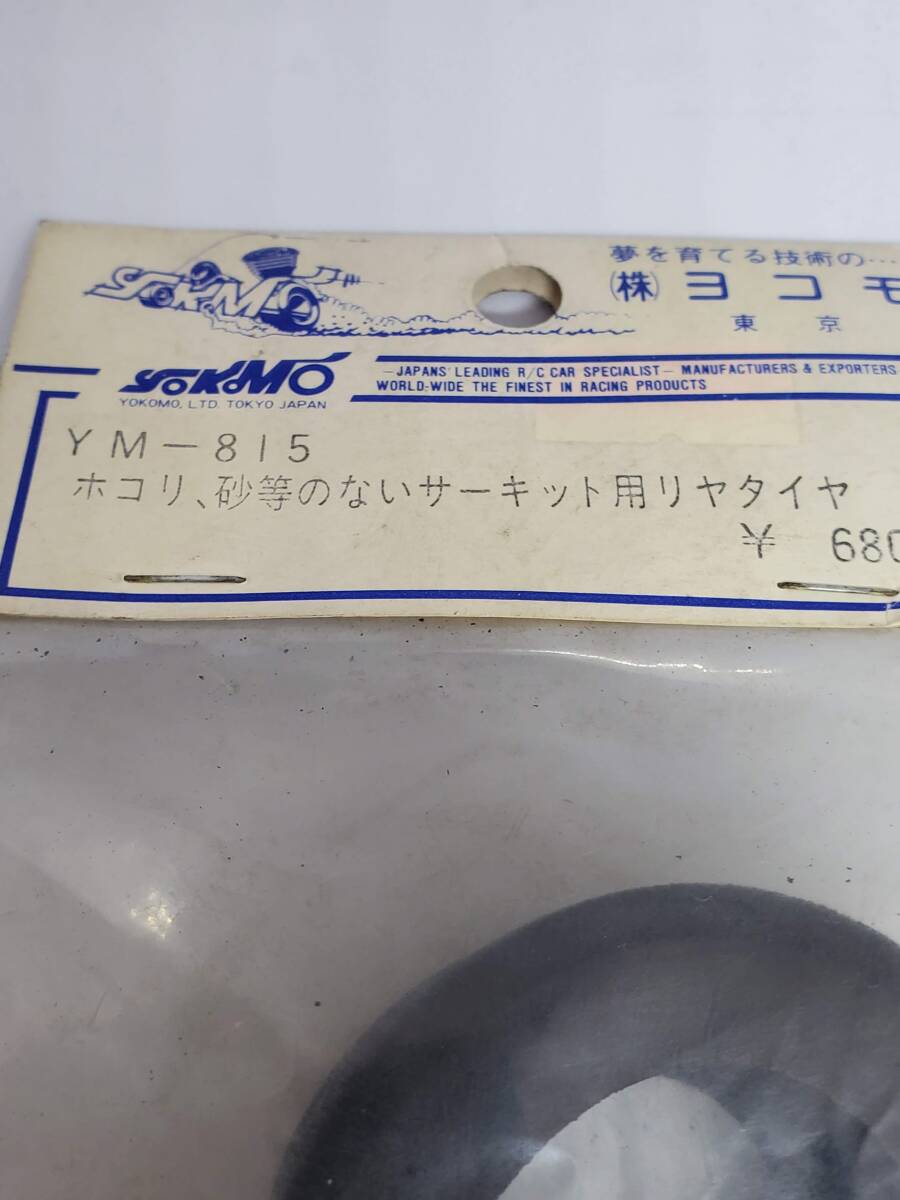 YoKoMo
夢を育てる技術の.....
(株) ヨコモ
東京
YOKOMO
YOKOMO, LTD. TOKYO JAPAN
—JAPANS' LEADING R/C CAR SPECIALIST— MANUFACTURERS & EXPORTERS
WORLD-WIDE THE FINEST IN RACING PRODUCTS
YM-815
ホコリ、砂等のないサーキット用リヤタイヤ
¥ 680